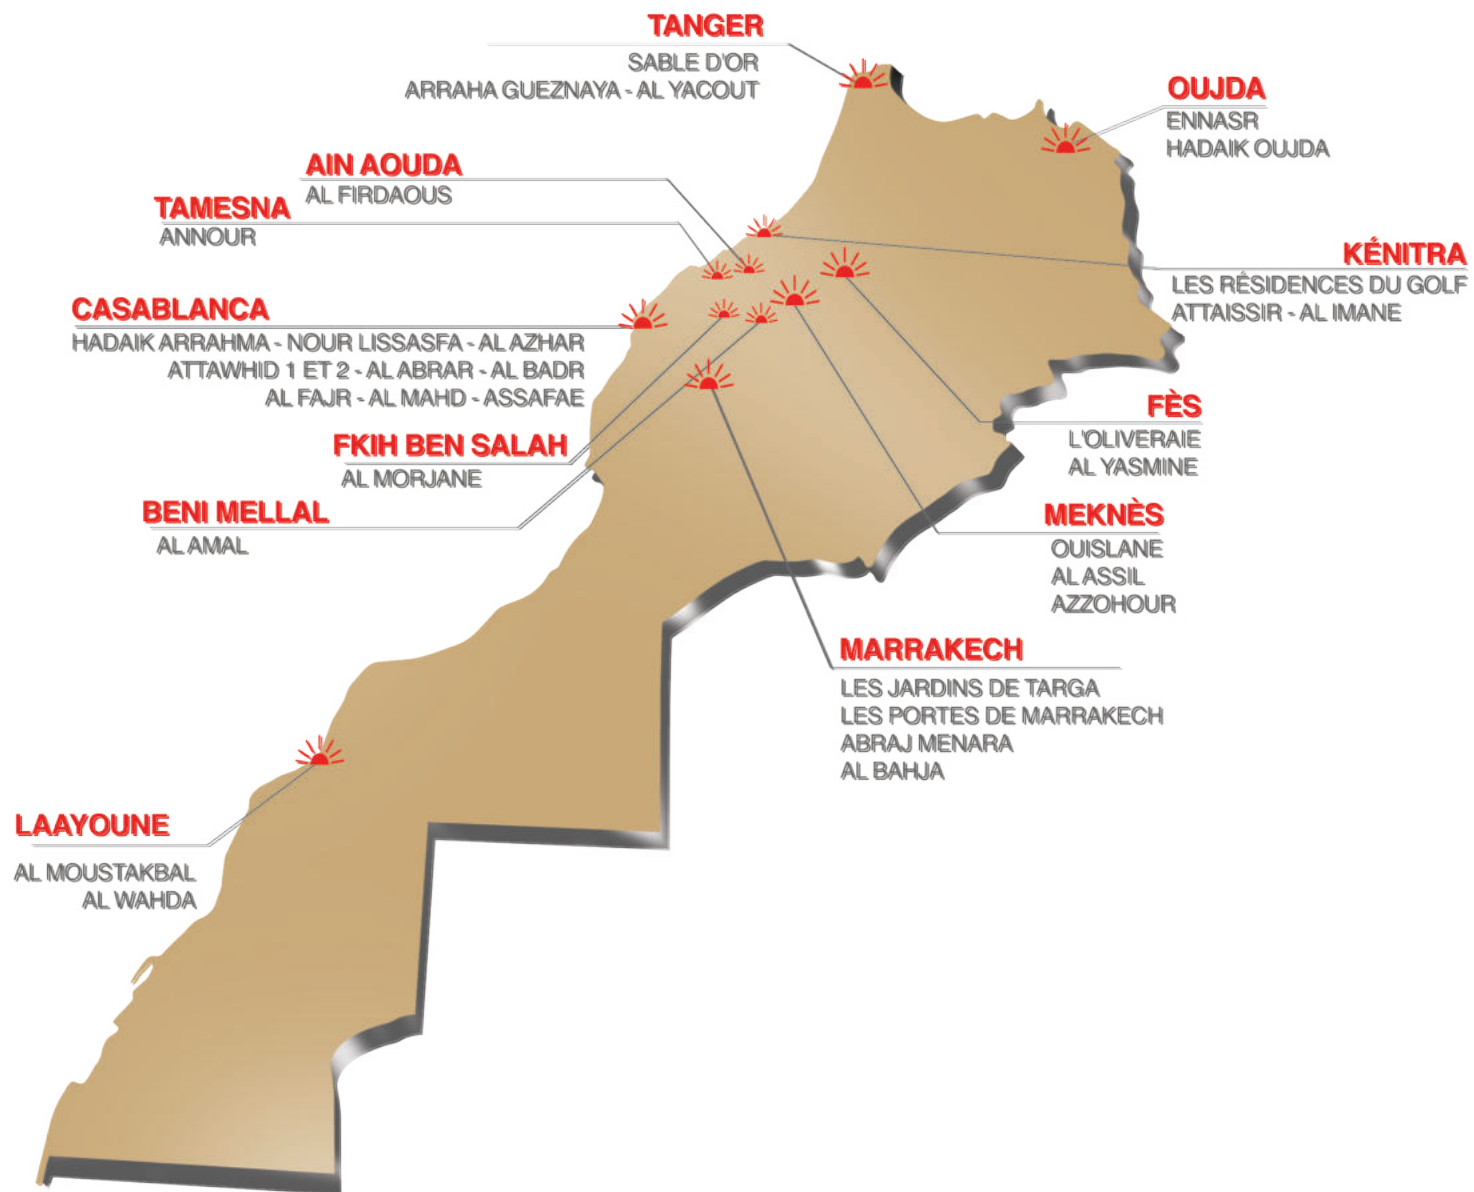 TANGER
SABLE D'OR
ARRAHA GUEZNAYA - AL YACOUT
OUJDA
ENNASR
HADAIK OUJDA
AIN AOUDA
AL FIRDAOUS
TAMESNA
ANNOUR
KÉNITRA
LES RÉSIDENCES DU GOLF
ATTAISSIR - AL IMANE
CASABLANCA
HADAIK ARRAHMA - NOUR LISSASFA - AL AZHAR
ATTAWHID 1 ET 2 - AL ABRAR - AL BADR
AL FAJR - AL MAHD - ASSAFAE
FÈS
L'OLIVERAIE
AL YASMINE
FKIH BEN SALAH
AL MORJANE
BENI MELLAL
AL AMAL
MEKNÈS
OUISLANE
AL ASSIL
AZZOHOUR
MARRAKECH
LES JARDINS DE TARGA
LES PORTES DE MARRAKECH
ABRAJ MENARA
AL BAHJA
LAAYOUNE
AL MOUSTAKBAL
AL WAHDA